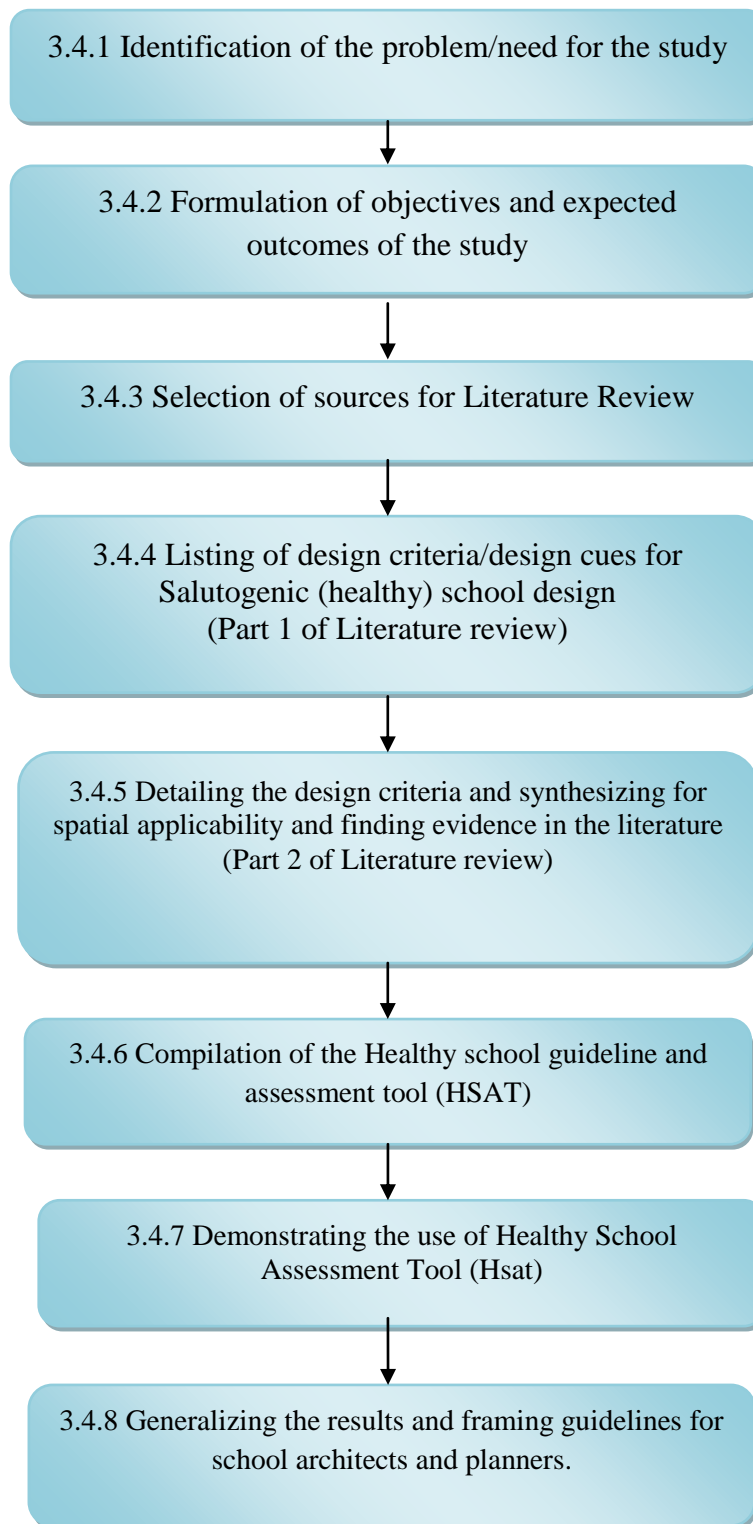 3.4.1 Identification of the problem/need for the study
3.4.2 Formulation of objectives and expected
outcomes of the study
3.4.3 Selection of sources for Literature Review
3.4.4 Listing of design criteria/design cues for
Salutogenic (healthy) school design
(Part 1 of Literature review)
3.4.5 Detailing the design criteria and synthesizing for
spatial applicability and finding evidence in the literature
(Part 2 of Literature review)
3.4.6 Compilation of the Healthy school guideline and
assessment tool (HSAT)
3.4.7 Demonstrating the use of Healthy School
Assessment Tool (Hsat)
3.4.8 Generalizing the results and framing guidelines for
school architects and planners.